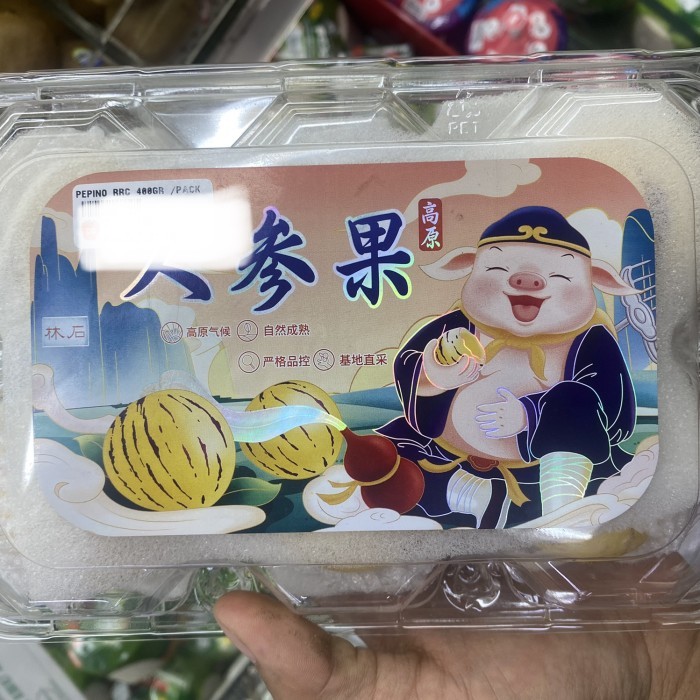 PET
PEPINO RRC 400GR /PACK
人参果
高原
林石
高原气候 自然成熟
严格品控 基地直采